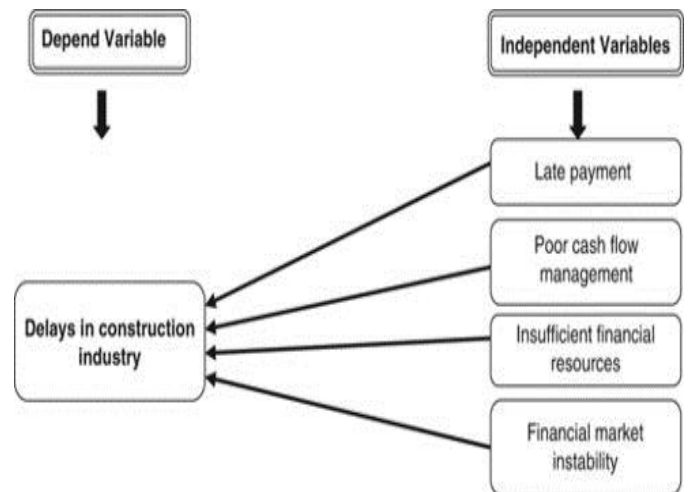 Depend Variable
Independent Variables
Late payment
Poor cash flow
management
Delays in construction
industry
Insufficient financial
resources
Financial market
instability